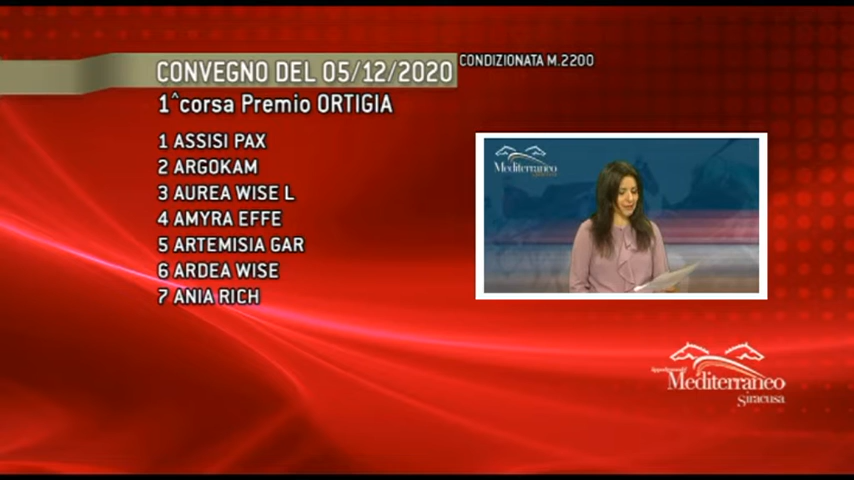 CONVEGNO DEL 05/12/2020
CONDIZIONATA M.2200
1^corsa Premio ORTIGIA
1 ASSISI PAX
2 ARGOKAM
3 AUREA WISE L
4 AMYRA EFFE
5 ARTEMISIA GAR
6 ARDEA WISE
7 ANIA RICH
Mediterraneo
Siracusa
Mediterraneo
Siracusa